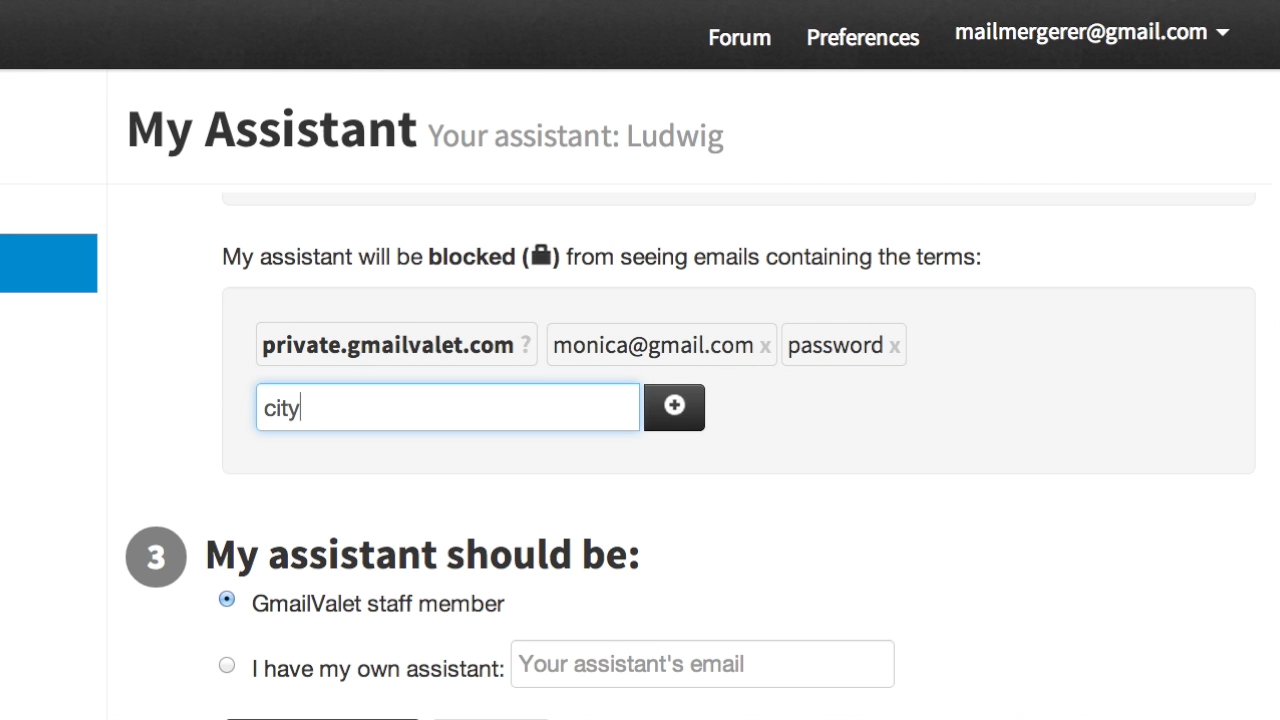 Forum Preferences mailmergerer@gmail.com
My Assistant Your assistant: Ludwig
My assistant will be blocked () from seeing emails containing the terms:
private.gmailvalet.com ? monica@gmail.com x password x
city
3 My assistant should be:
GmailValet staff member
I have my own assistant: Your assistant's email